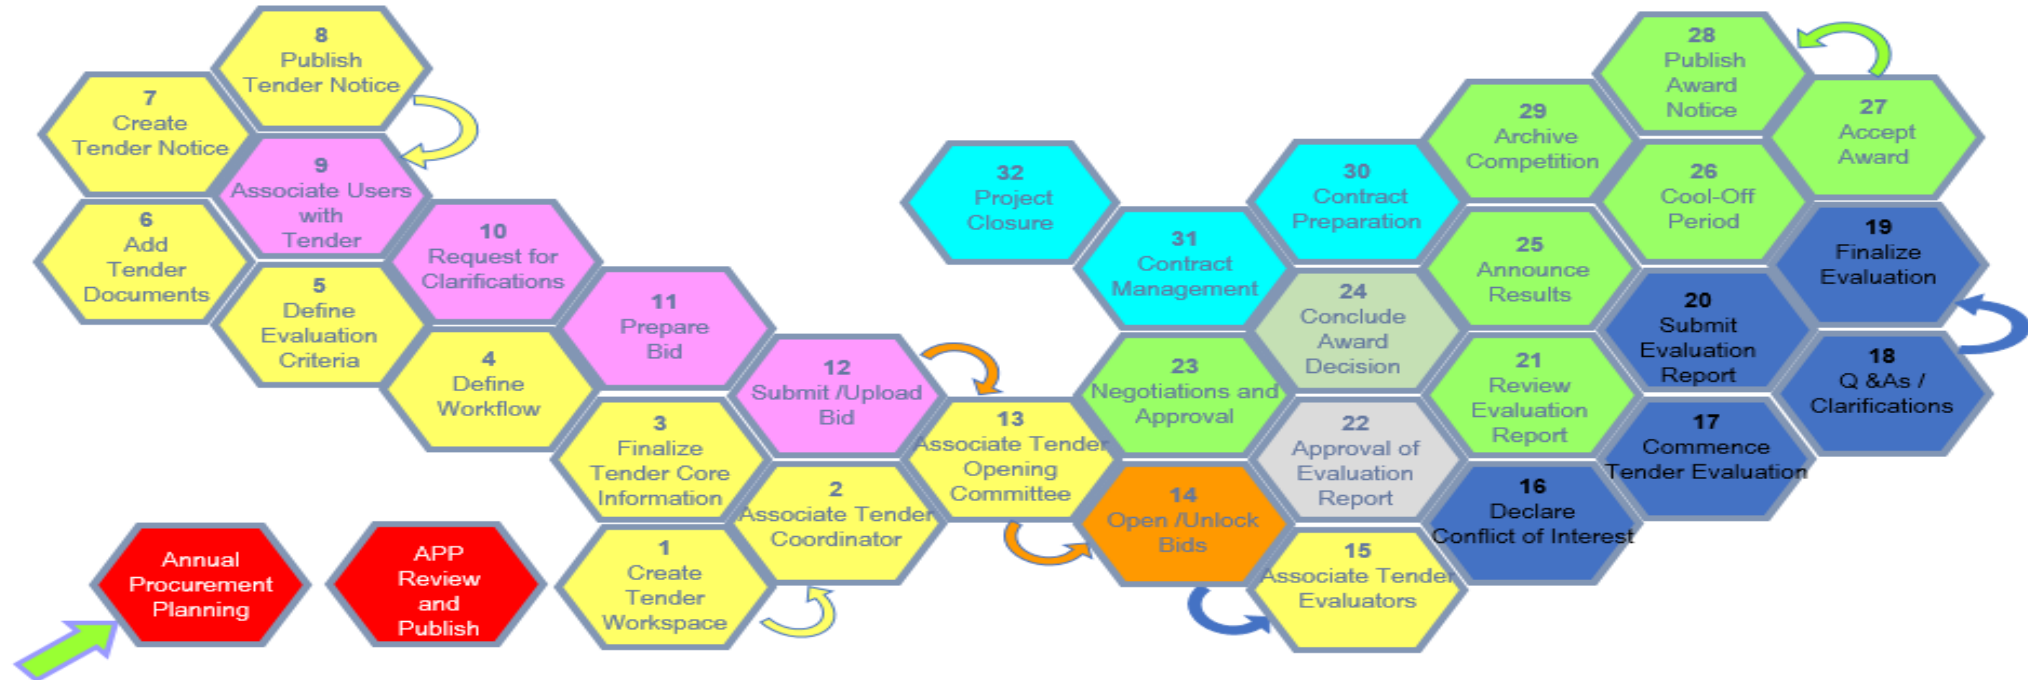 Annual
Procurement
Planning
APP
Review
and
Publish
1
Create
Tender
Workspace
2
Associate Tender
Coordinator
3
Finalize
Tender Core
Information
4
Define
Workflow
5
Define
Evaluation
Criteria
6
Add
Tender
Documents
7
Create
Tender Notice
8
Publish
Tender Notice
9
Associate Users
with
Tender
10
Request for
Clarifications
11
Prepare
Bid
12
Submit /Upload
Bid
13
Associate Tender
Opening
Committee
14
Open /Unlock
Bids
15
Associate Tender
Evaluators
16
Declare
Conflict of Interest
17
Commence
Tender Evaluation
18
Q &As /
Clarifications
19
Finalize
Evaluation
20
Submit
Evaluation
Report
21
Review
Evaluation
Report
22
Approval of
Evaluation
Report
23
Negotiations and
Approval
24
Conclude
Award
Decision
25
Announce
Results
26
Cool-Off
Period
27
Accept
Award
28
Publish
Award
Notice
29
Archive
Competition
30
Contract
Preparation
31
Contract
Management
32
Project
Closure